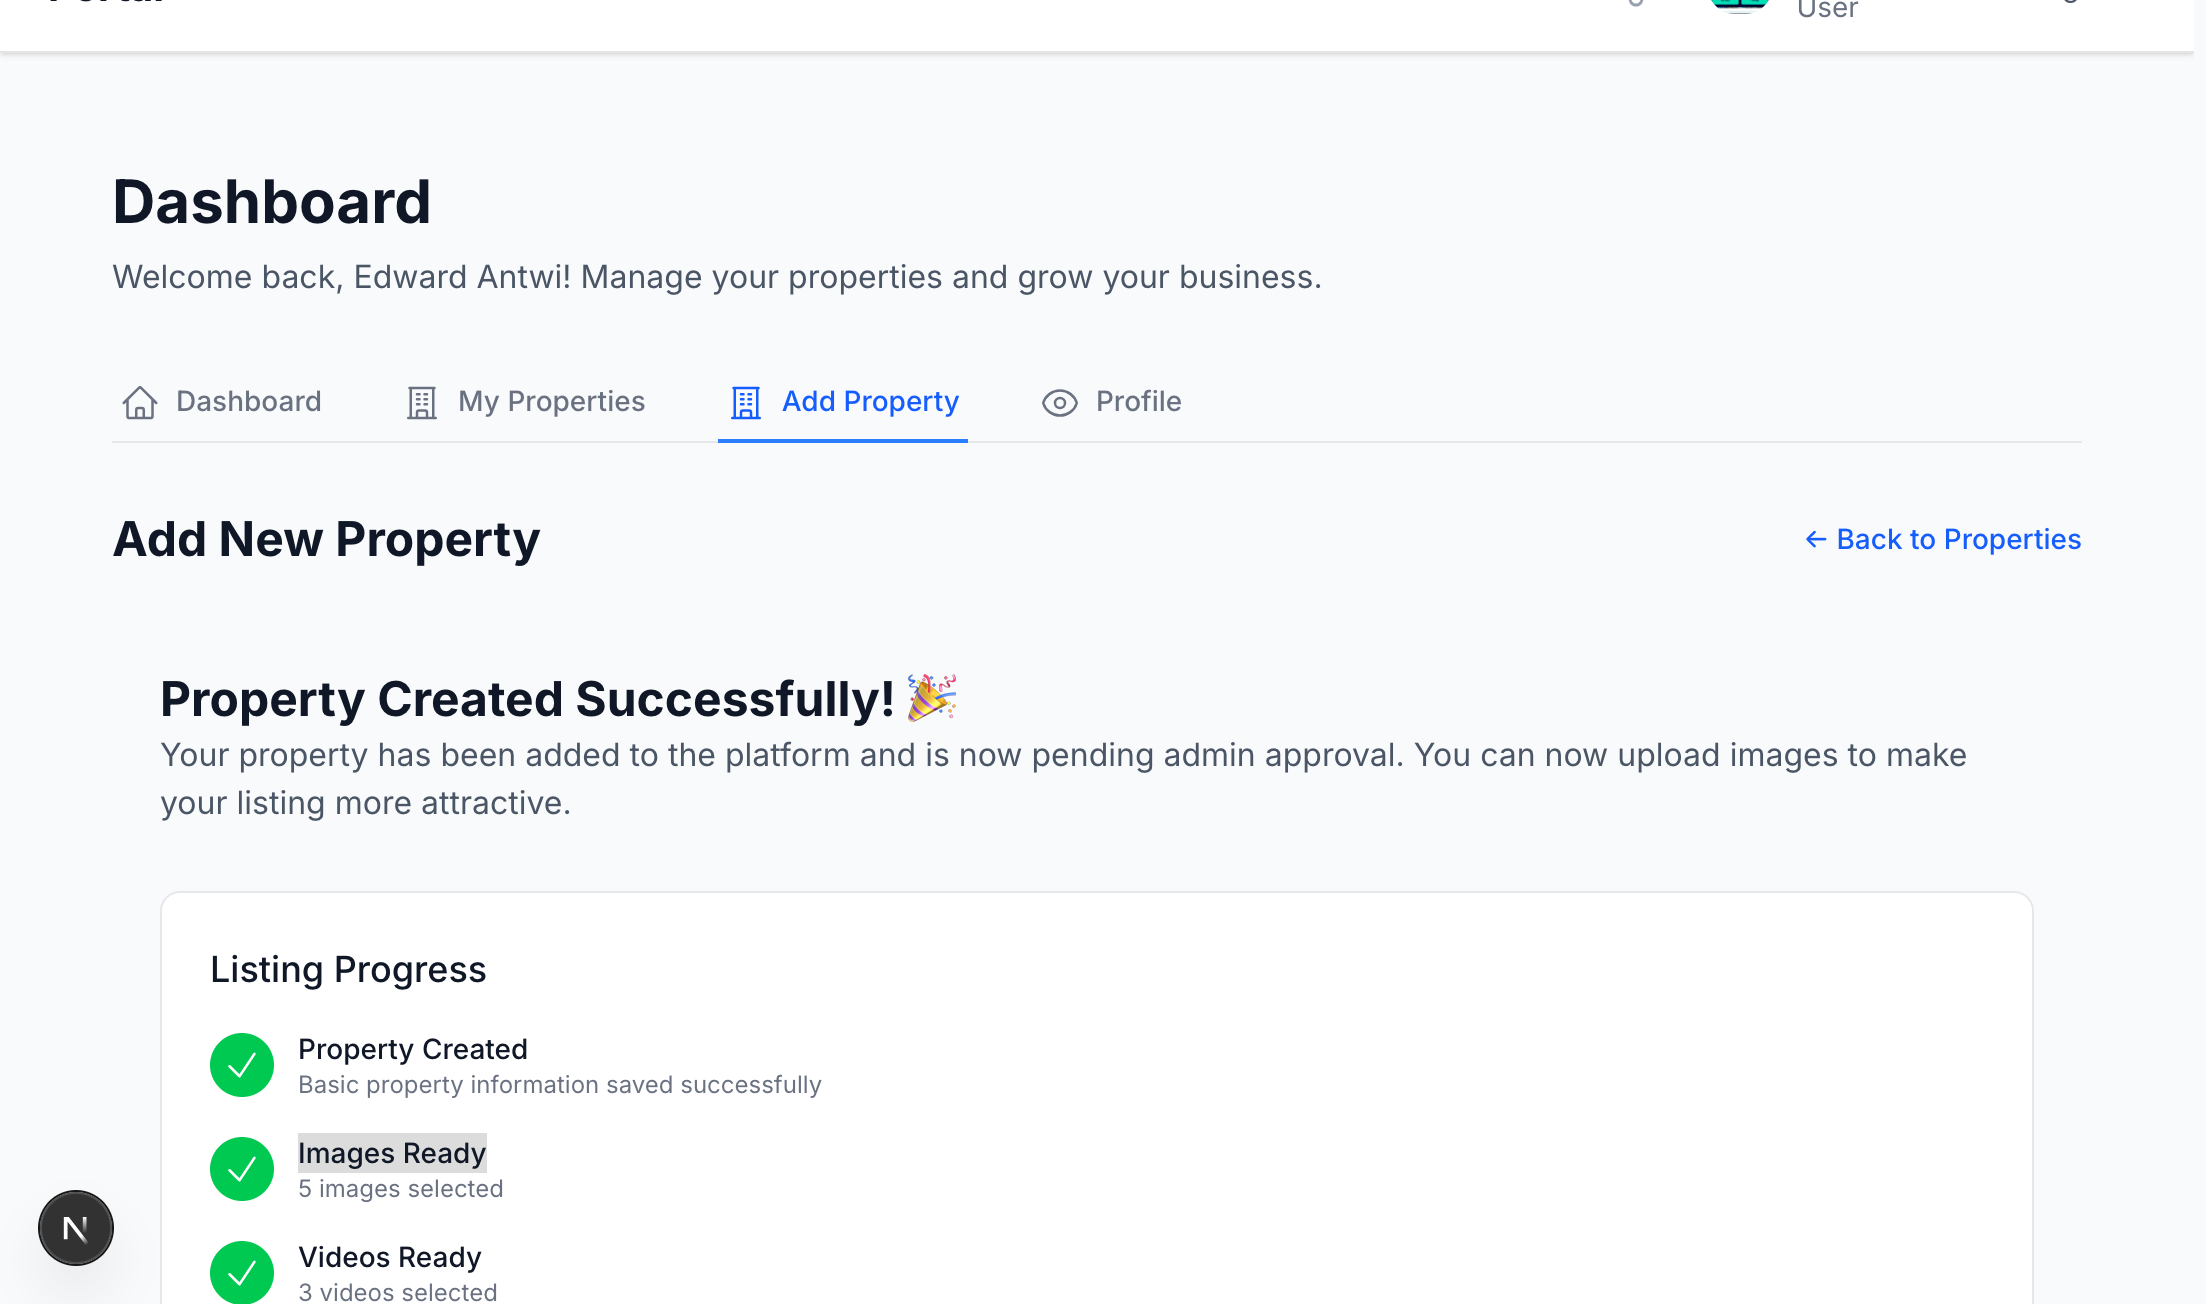 User
Dashboard
Welcome back, Edward Antwi! Manage your properties and grow your business.
Dashboard
My Properties
Add Property
Profile
Add New Property
← Back to Properties
Property Created Successfully! 🎉
Your property has been added to the platform and is now pending admin approval. You can now upload images to make
your listing more attractive.
Listing Progress
Property Created
Basic property information saved successfully
Images Ready
5 images selected
N
Videos Ready
3 videos selected